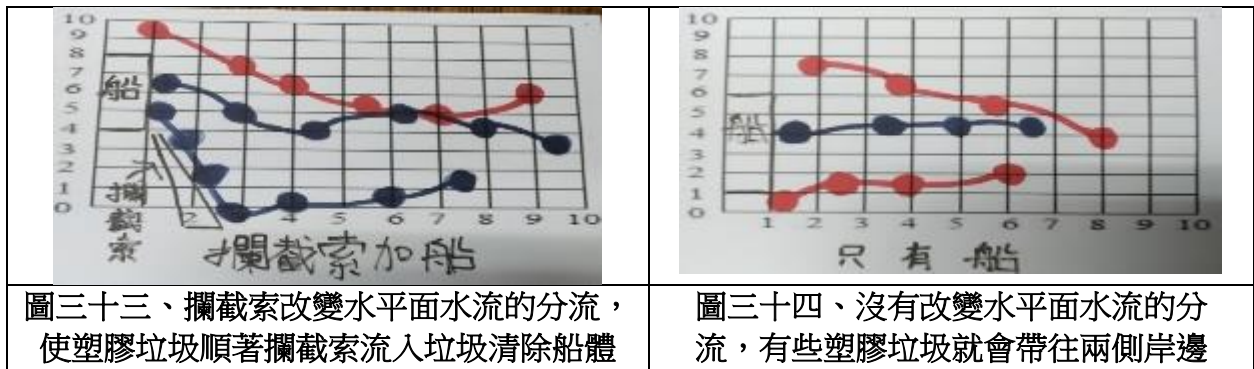 10
9
8
7
6
5
4
3
2
1
0
船
攔截索
2 4 5 6 7 8 9 10
攔截索加船
10
9
8
7
6
5
4
3
2
1
0
船
1 2 3 4 5 6 7 8 9 10
只有船
圖三十三、攔截索改變水平面水流的分流，
使塑膠垃圾順著攔截索流入垃圾清除船體
圖三十四、沒有改變水平面水流的分
流，有些塑膠垃圾就會帶往兩側岸邊